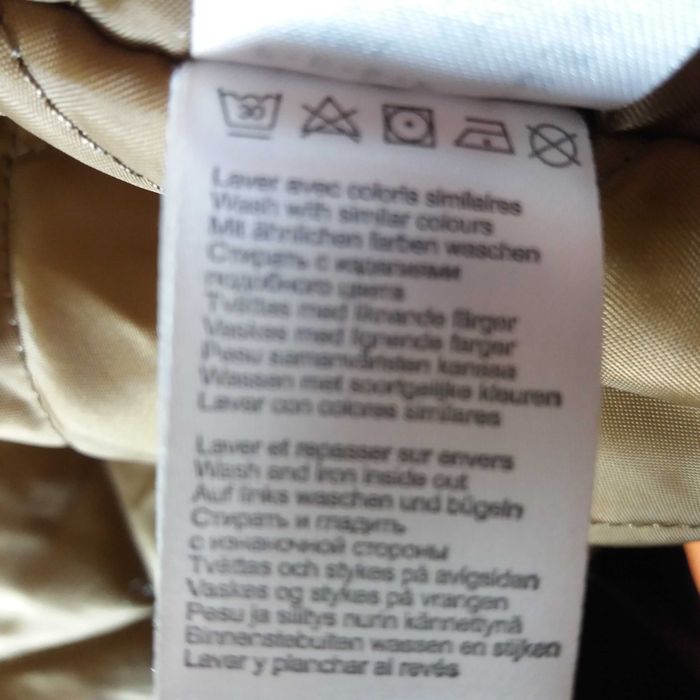 30
Laver avec coloris similaires
Wash with similar colours
Mit ähnlichen farben waschen
Стирать с изделиями
подобного цвета
Tvättas med liknande färger
Vaskes med lignende farger
Pesu samanväristen kanssa
Wassen met soortgelijke kleuren
Lavar con colores similares
Laver et repasser sur envers
Wash and iron inside out
Auf links waschen und bügeln
Стирать и гладить
с изнаночной стороны
Tvättas och stykes på avigsidan
Vaskes og stykes på vrangen
Pesu ja silitys nurin kännettynä
Binnenstebuiten wassen en strijken
Lavar y planchar al revés